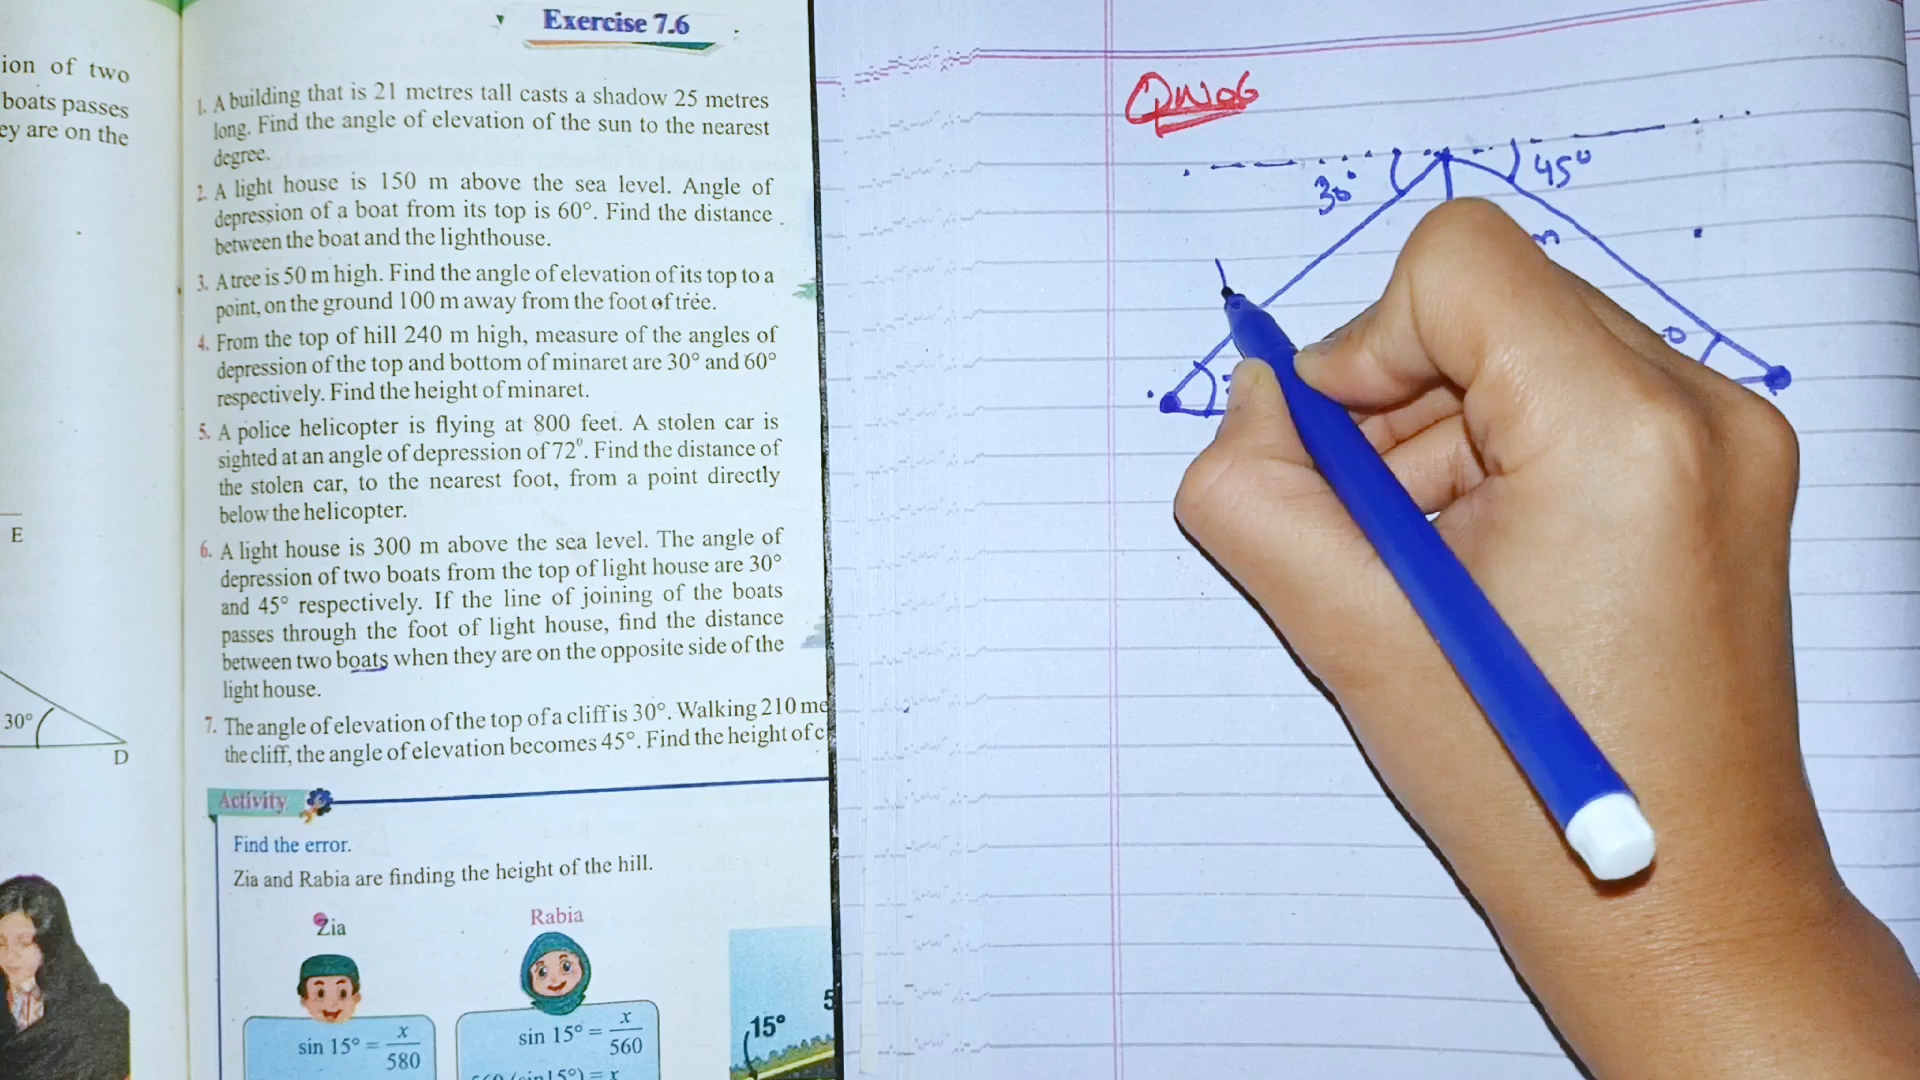 ion of two
boats passes
ey are on the
E
30°
D
Exercise 7.6
1. A building that is 21 metres tall casts a shadow 25 metres
long. Find the angle of elevation of the sun to the nearest
degree.
2. A light house is 150 m above the sea level. Angle of
depression of a boat from its top is 60°. Find the distance
between the boat and the lighthouse.
3. A tree is 50 m high. Find the angle of elevation of its top to a
point, on the ground 100 m away from the foot of tree.
4. From the top of hill 240 m high, measure of the angles of
depression of the top and bottom of minaret are 30° and 60°
respectively. Find the height of minaret.
5. A police helicopter is flying at 800 feet. A stolen car is
sighted at an angle of depression of 72⁰. Find the distance of
the stolen car, to the nearest foot, from a point directly
below the helicopter.
6. A light house is 300 m above the sea level. The angle of
depression of two boats from the top of light house are 30°
and 45° respectively. If the line of joining of the boats
passes through the foot of light house, find the distance
between two boats when they are on the opposite side of the
light house.
7. The angle of elevation of the top of a cliff is 30°. Walking 210 me
the cliff, the angle of elevation becomes 45°. Find the height of c
Activity
Find the error.
Zia and Rabia are finding the height of the hill.
Zia
Rabia
sin 15° = x/580
sin 15° = x/560
560 (sin15°) = x
15°
5
QNo6
30°
45°
m